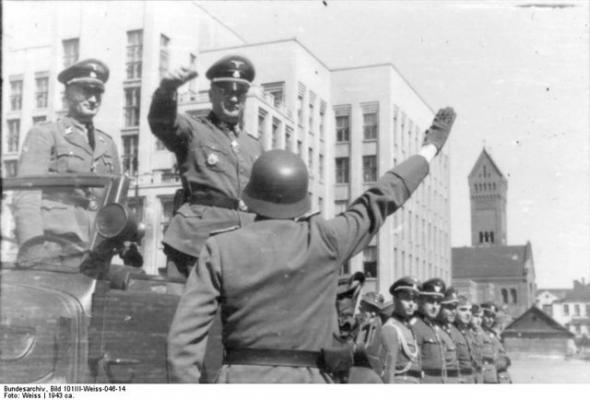 Bundesarchiv, Bild 101III-Weiss-046-14
Foto: Weiss | 1943 ca.